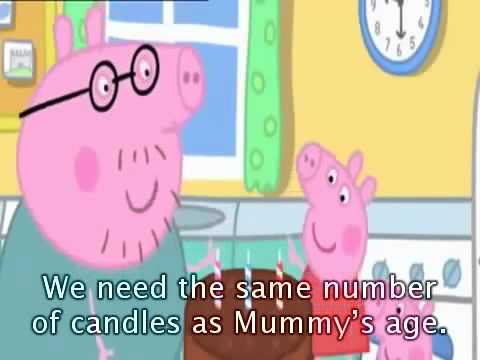 We need the same number
of candles as Mummy’s age.